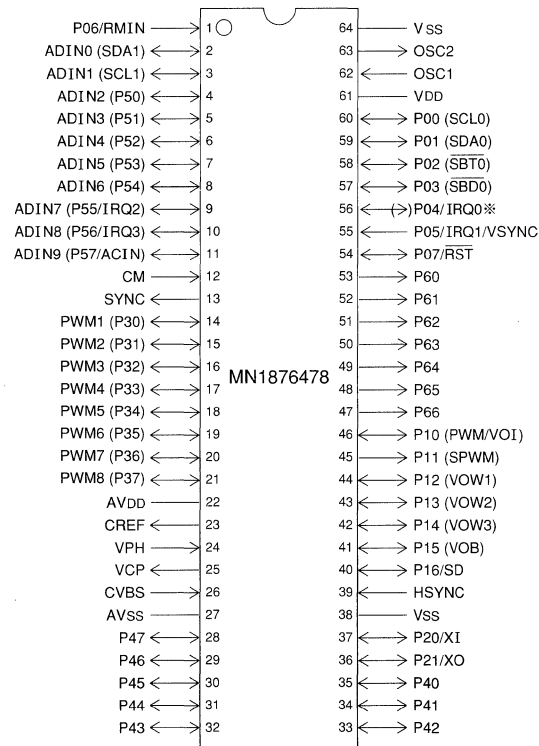 P06/RMIN 1 64 VSS
ADIN0 (SDA1) 2 63 OSC2
ADIN1 (SCL1) 3 62 OSC1
ADIN2 (P50) 4 61 VDD
ADIN3 (P51) 5 60 P00 (SCL0)
ADIN4 (P52) 6 59 P01 (SDA0)
ADIN5 (P53) 7 58 P02 (S̅B̅T̅0̅)
ADIN6 (P54) 8 57 P03 (S̅B̅D̅0̅)
ADIN7 (P55/IRQ2) 9 56 P04/IRQ0※
ADIN8 (P56/IRQ3) 10 55 P05/IRQ1/VSYNC
ADIN9 (P57/ACIN) 11 54 P07/R̅S̅T̅
CM 12 53 P60
SYNC 13 52 P61
PWM1 (P30) 14 51 P62
PWM2 (P31) 15 50 P63
PWM3 (P32) 16 49 P64
MN1876478
PWM4 (P33) 17 48 P65
PWM5 (P34) 18 47 P66
PWM6 (P35) 19 46 P10 (PWM/VOI)
PWM7 (P36) 20 45 P11 (SPWM)
PWM8 (P37) 21 44 P12 (VOW1)
AVDD 22 43 P13 (VOW2)
CREF 23 42 P14 (VOW3)
VPH 24 41 P15 (VOB)
VCP 25 40 P16/SD
CVBS 26 39 HSYNC
AVSS 27 38 VSS
P47 28 37 P20/XI
P46 29 36 P21/XO
P45 30 35 P40
P44 31 34 P41
P43 32 33 P42